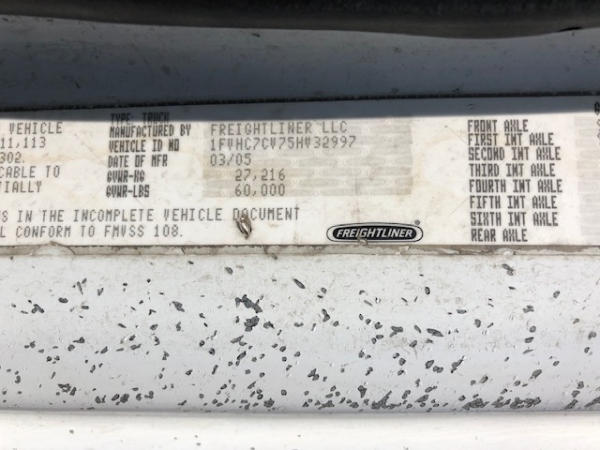 VEHICLE
11,113
302.
CABLE TO
TIALLY
TYPE: TRUCK
MANUFACTURED BY FREIGHTLINER LLC
VEHICLE ID NO 1FVHC7CV75HV32997
DATE OF MFR 03/05
GVWR-KG 27,216
GVWR-LBS 60,000
S IN THE INCOMPLETE VEHICLE DOCUMENT
L CONFORM TO FMVSS 108.
FREIGHTLINER
FRONT AXLE
FIRST INT AXLE
SECOND INT AXLE
THIRD INT AXLE
FOURTH INT AXLE
FIFTH INT AXLE
SIXTH INT AXLE
REAR AXLE